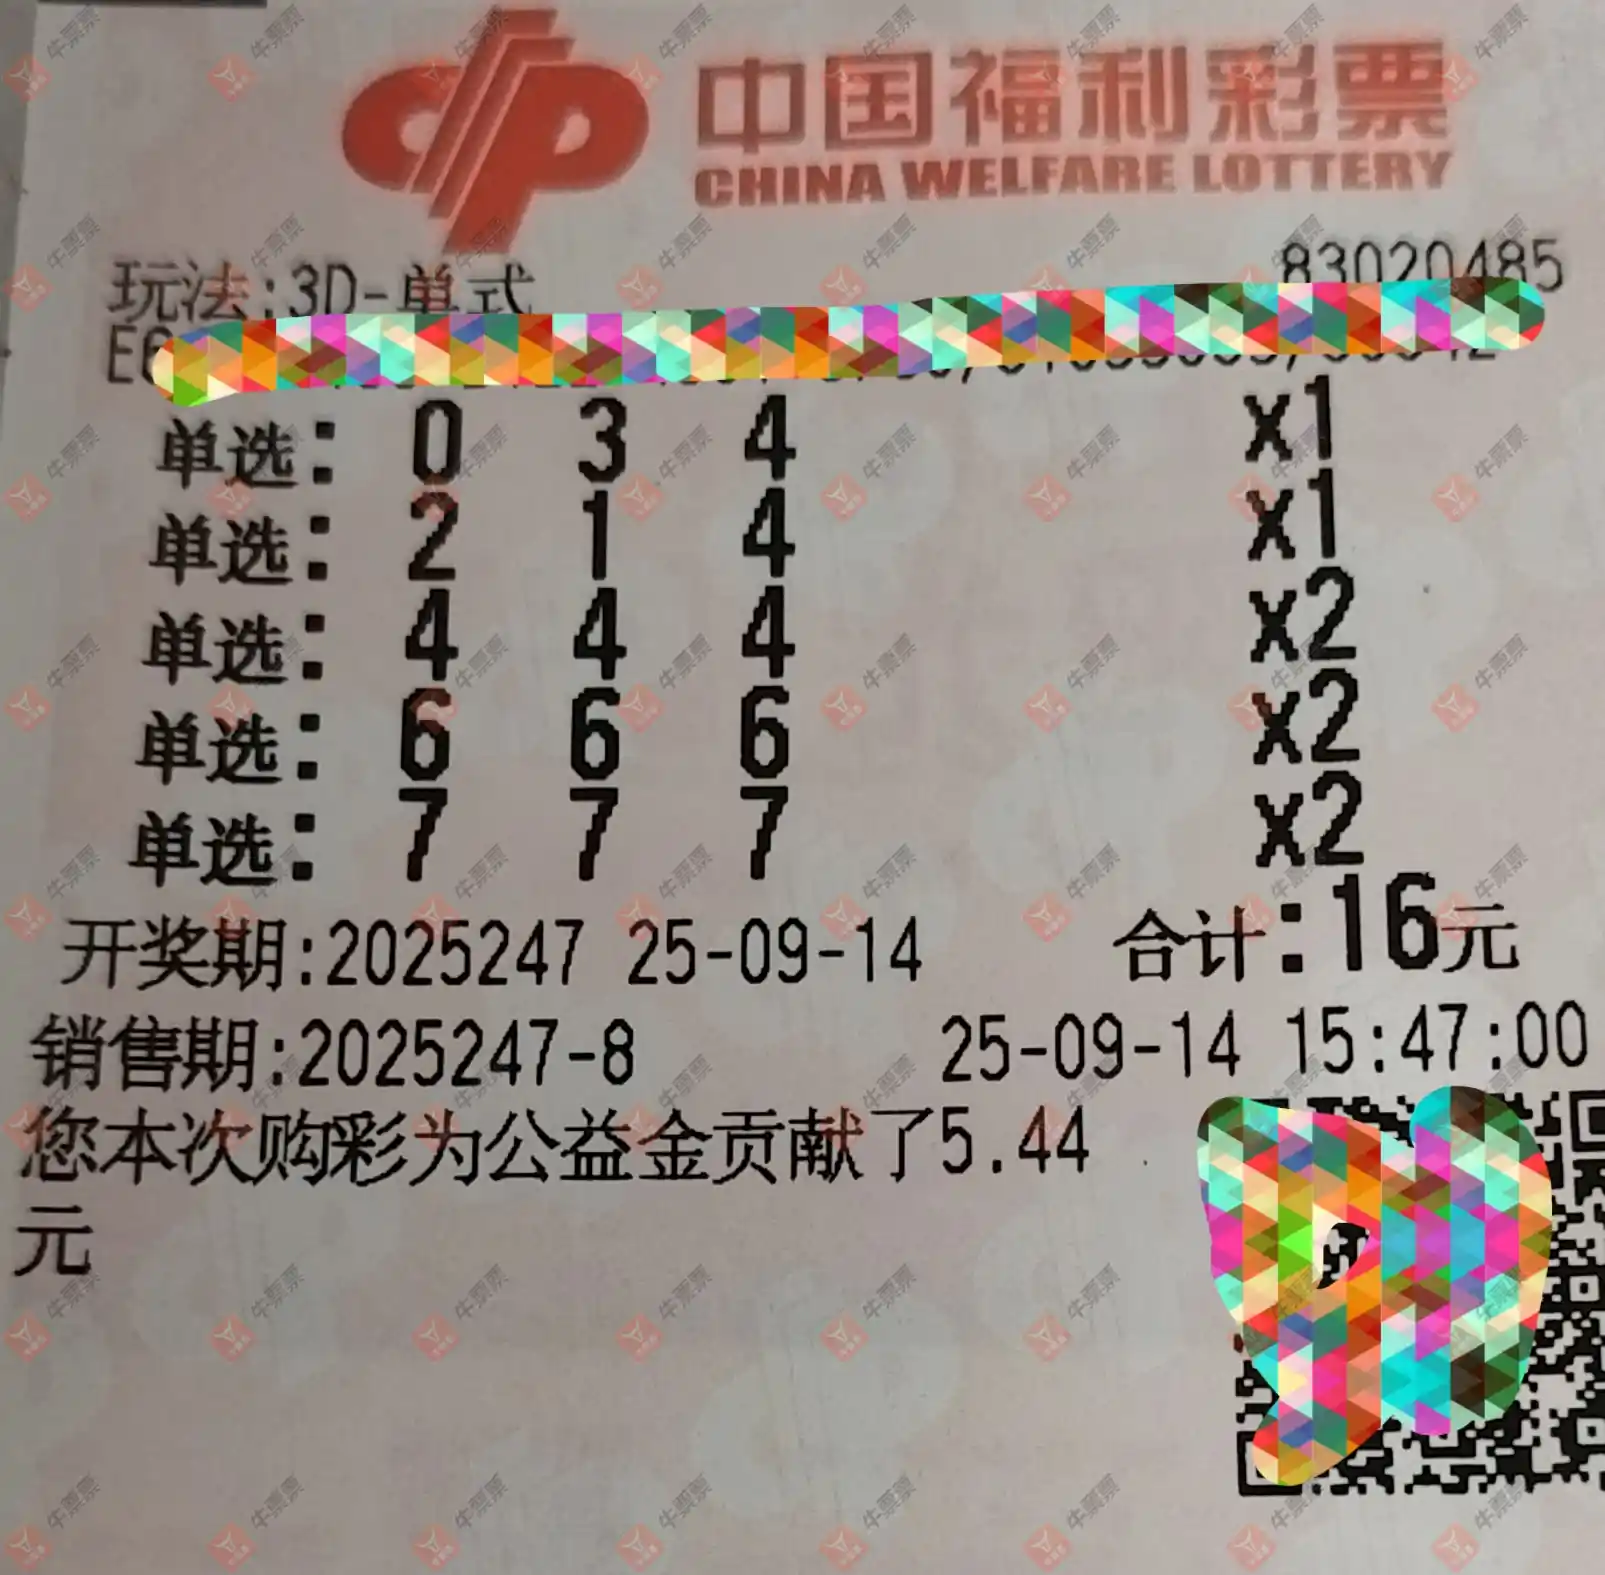 中国福利彩票
CHINA WELFARE LOTTERY
玩法:3D-单式 83020485
单选: 0 3 4 x1
单选: 2 1 4 x1
单选: 4 4 4 x2
单选: 6 6 6 x2
单选: 7 7 7 x2
开奖期:2025247 25-09-14 合计:16元
销售期:2025247-8 25-09-14 15:47:00
您本次购彩为公益金贡献了5.44
元
牛票票